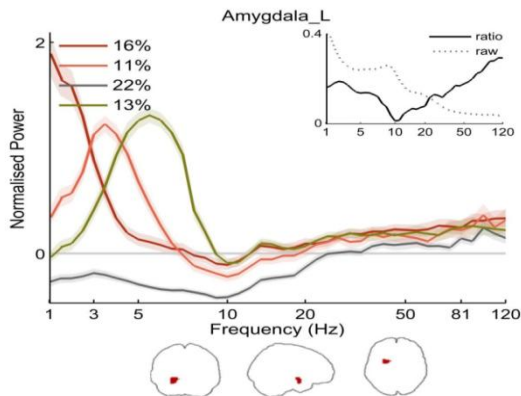 Amygdala_L
2
16%
11%
22%
13%
0.4
ratio
raw
0
1 5 10 20 50 120
Normalised Power
0
1 3 5 10 20 50 81 120
Frequency (Hz)